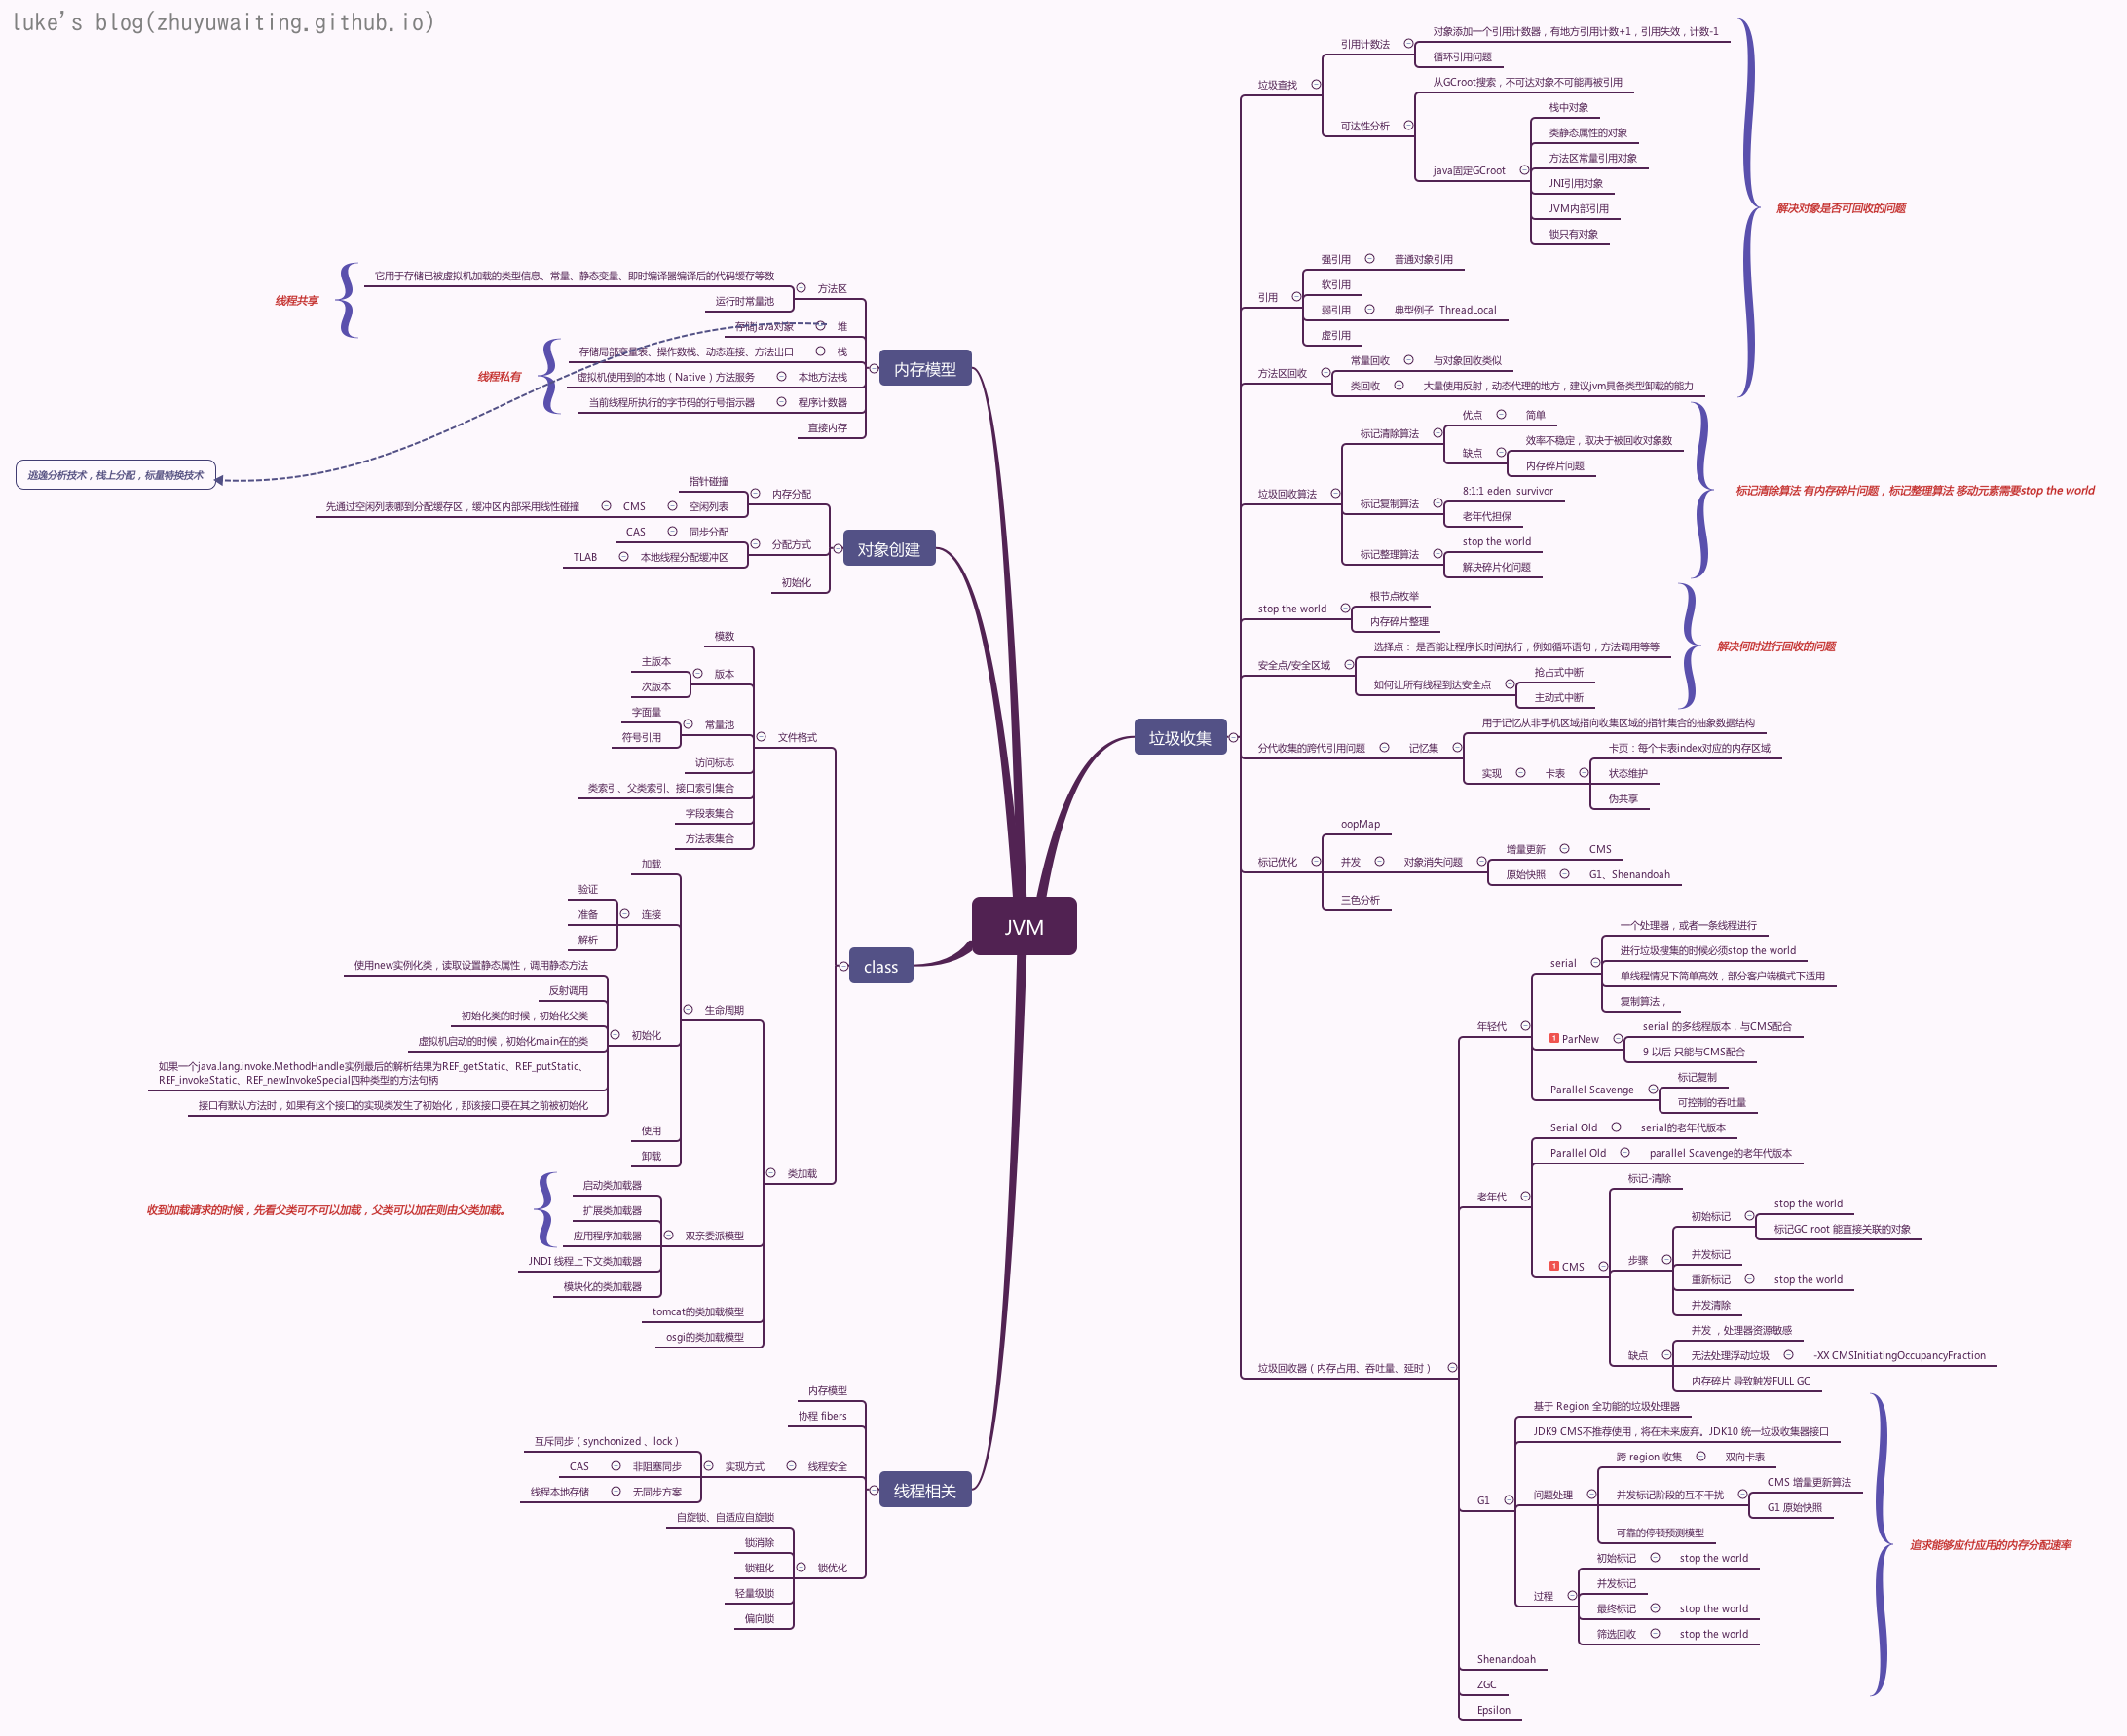 luke's blog(zhuyuwaiting.github.io)
JVM
内存模型
方法区
它用于存储已被虚拟机加载的类型信息、常量、静态变量、即时编译器编译后的代码缓存等数
运行时常量池
堆
存储java对象
栈
存储局部变量表、操作数栈、动态连接、方法出口
本地方法栈
虚拟机使用到的本地（Native）方法服务
程序计数器
当前线程所执行的字节码的行号指示器
直接内存
线程共享
线程私有
逃逸分析技术，栈上分配，标量替换技术
对象创建
内存分配
指针碰撞
空闲列表
CMS
先通过空闲列表哪到分配缓存区，缓冲区内部采用线性碰撞
分配方式
同步分配
CAS
本地线程分配缓冲区
TLAB
初始化
class
文件格式
模数
版本
主版本
次版本
常量池
字面量
符号引用
访问标志
类索引、父类索引、接口索引集合
字段表集合
方法表集合
类加载
生命周期
加载
连接
验证
准备
解析
初始化
使用new实例化类，读取设置静态属性，调用静态方法
反射调用
初始化类的时候，初始化父类
虚拟机启动的时候，初始化main在的类
如果一个java.lang.invoke.MethodHandle实例最后的解析结果为REF_getStatic、REF_putStatic、
REF_invokeStatic、REF_newInvokeSpecial四种类型的方法句柄
接口有默认方法时，如果有这个接口的实现类发生了初始化，那该接口要在其之前被初始化
使用
卸载
双亲委派模型
启动类加载器
扩展类加载器
应用程序加载器
JNDI 线程上下文类加载器
模块化的类加载器
收到加载请求的时候，先看父类可不可以加载，父类可以加在则由父类加载。
tomcat的类加载模型
osgi的类加载模型
线程相关
内存模型
协程 fibers
线程安全
实现方式
互斥同步（synchonized 、lock）
非阻塞同步
CAS
无同步方案
线程本地存储
锁优化
自旋锁、自适应自旋锁
锁消除
锁粗化
轻量级锁
偏向锁
垃圾收集
垃圾查找
引用计数法
对象添加一个引用计数器，有地方引用计数+1，引用失效，计数-1
循环引用问题
可达性分析
从GCroot搜索，不可达对象不可能再被引用
java固定GCroot
栈中对象
类静态属性的对象
方法区常量引用对象
JNI引用对象
JVM内部引用
锁只有对象
引用
强引用
普通对象引用
软引用
弱引用
典型例子 ThreadLocal
虚引用
方法区回收
常量回收
与对象回收类似
类回收
大量使用反射，动态代理的地方，建议jvm具备类型卸载的能力
解决对象是否可回收的问题
垃圾回收算法
标记清除算法
优点
简单
缺点
效率不稳定，取决于被回收对象数
内存碎片问题
标记复制算法
8:1:1 eden survivor
老年代担保
标记整理算法
stop the world
解决碎片化问题
标记清除算法 有内存碎片问题，标记整理算法 移动元素需要stop the world
stop the world
根节点枚举
内存碎片整理
安全点/安全区域
选择点： 是否能让程序长时间执行，例如循环语句，方法调用等等
如何让所有线程到达安全点
抢占式中断
主动式中断
解决何时进行回收的问题
分代收集的跨代引用问题
记忆集
用于记忆从非手机区域指向收集区域的指针集合的抽象数据结构
实现
卡表
卡页：每个卡表index对应的内存区域
状态维护
伪共享
标记优化
oopMap
并发
对象消失问题
增量更新
CMS
原始快照
G1、Shenandoah
三色分析
垃圾回收器（内存占用、吞吐量、延时）
年轻代
serial
一个处理器，或者一条线程进行
进行垃圾搜集的时候必须stop the world
单线程情况下简单高效，部分客户端模式下适用
复制算法，
1 ParNew
serial 的多线程版本，与CMS配合
9 以后 只能与CMS配合
Parallel Scavenge
标记复制
可控制的吞吐量
老年代
Serial Old
serial的老年代版本
Parallel Old
parallel Scavenge的老年代版本
1 CMS
标记-清除
步骤
初始标记
stop the world
标记GC root 能直接关联的对象
并发标记
重新标记
stop the world
并发清除
缺点
并发 ，处理器资源敏感
无法处理浮动垃圾
-XX CMSInitiatingOccupancyFraction
内存碎片 导致触发FULL GC
G1
基于 Region 全功能的垃圾处理器
JDK9 CMS不推荐使用，将在未来废弃。JDK10 统一垃圾收集器接口
问题处理
跨 region 收集
双向卡表
并发标记阶段的互不干扰
CMS 增量更新算法
G1 原始快照
可靠的停顿预测模型
过程
初始标记
stop the world
并发标记
最终标记
stop the world
筛选回收
stop the world
追求能够应付应用的内存分配速率
Shenandoah
ZGC
Epsilon